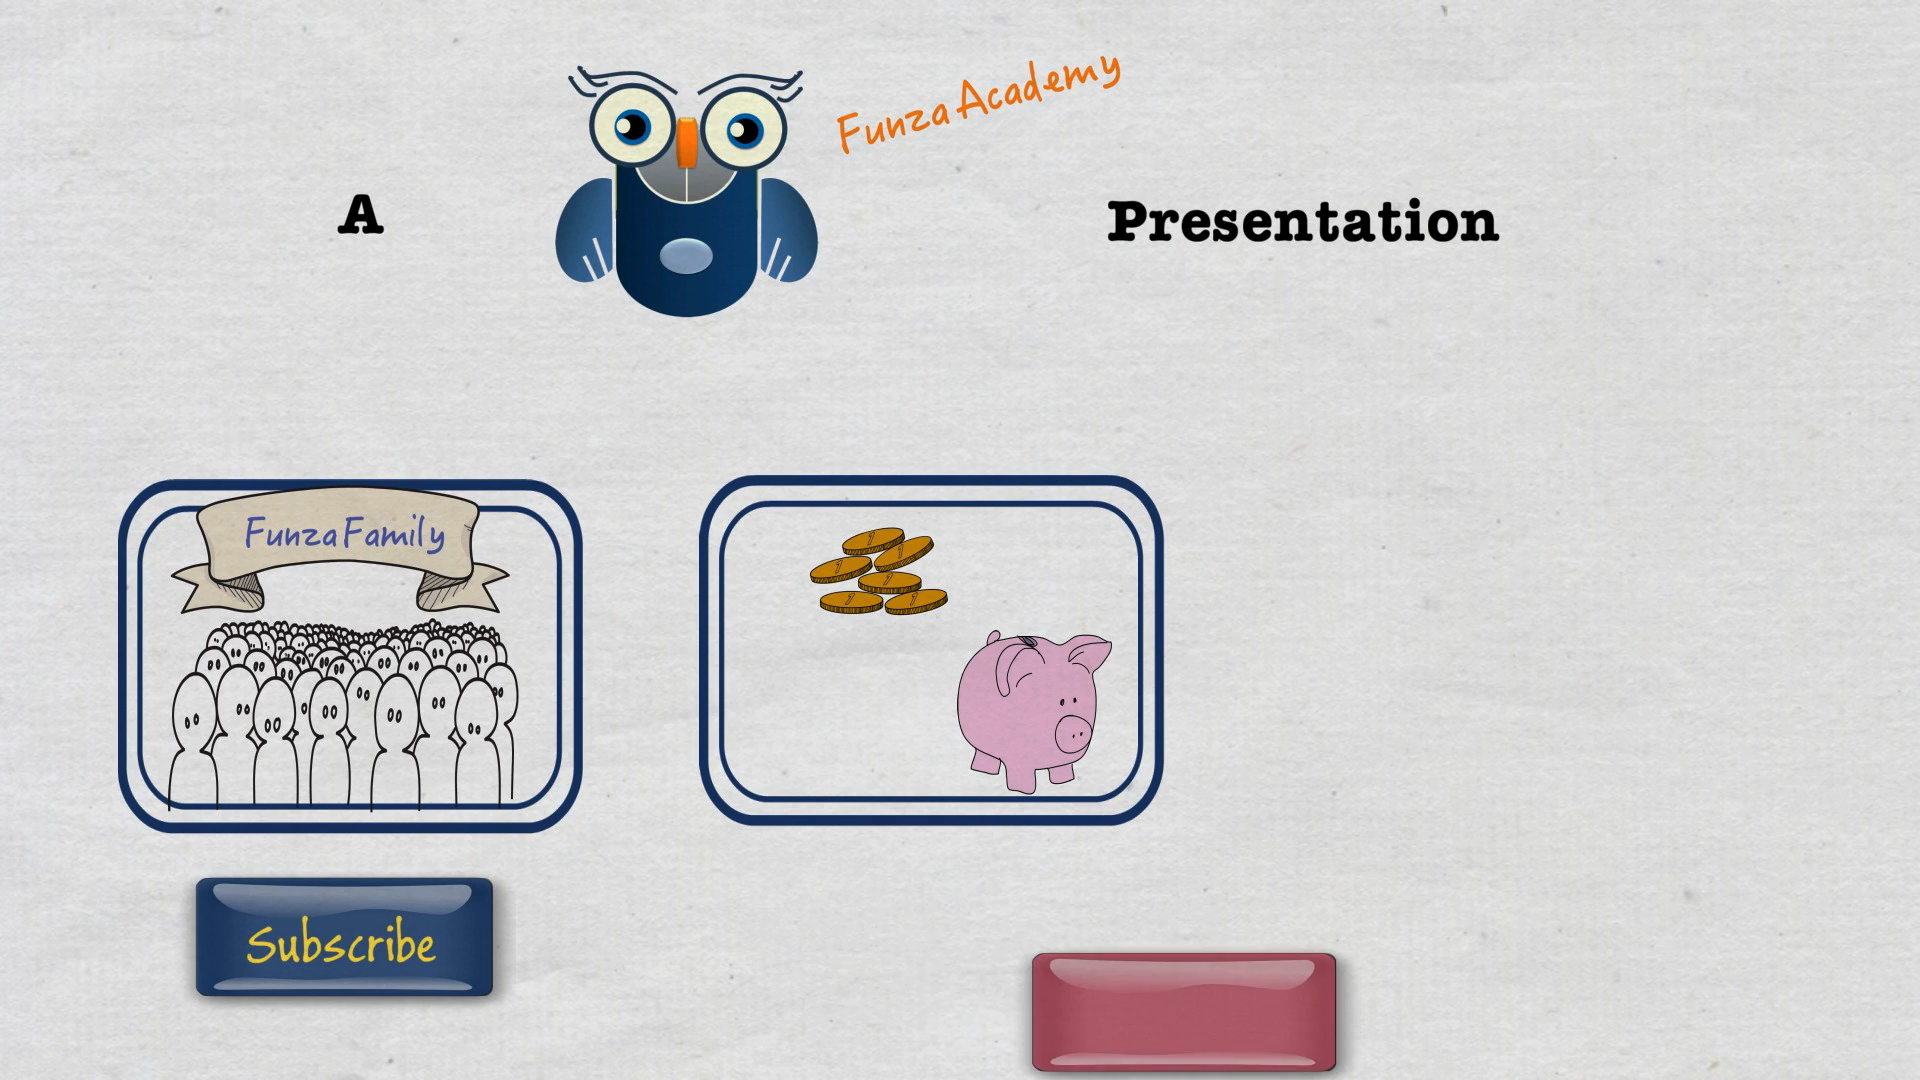 A
Funza Academy
Presentation
Funza Family
Subscribe